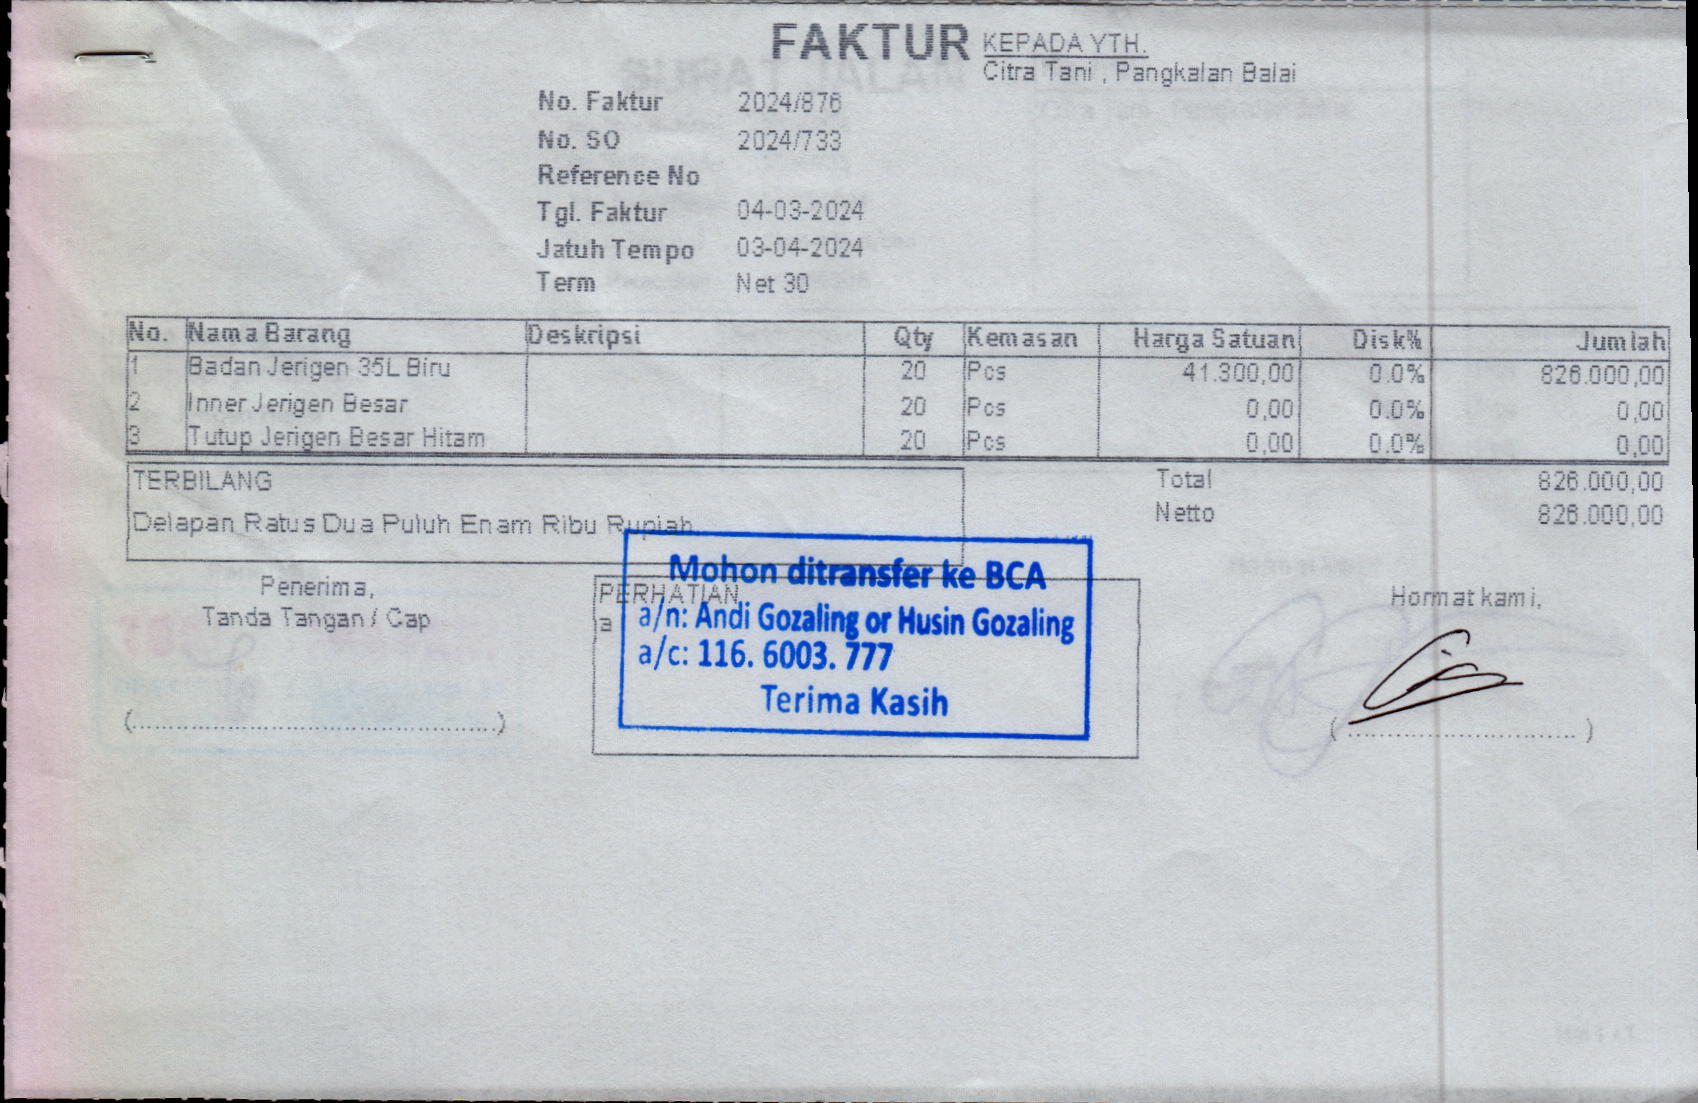 FAKTUR
KEPADA YTH.
Citra Tani , Pangkalan Balai
No. Faktur 2024/876
No. SO 2024/733
Reference No
Tgl. Faktur 04-03-2024
Jatuh Tempo 03-04-2024
Term Net 30
No. Nama Barang Deskripsi Qty Kemasan Harga Satuan Disk% Jumlah
1 Badan Jerigen 35L Biru 20 Pcs 41.300,00 0.0% 826.000,00
2 Inner Jerigen Besar 20 Pcs 0,00 0.0% 0,00
3 Tutup Jerigen Besar Hitam 20 Pcs 0,00 0.0% 0,00
TERBILANG
Delapan Ratus Dua Puluh Enam Ribu Rupiah
Total 826.000,00
Netto 826.000,00
Penerima,
Tanda Tangan / Cap
(..........................................)
PERHATIAN
a
Mohon ditransfer ke BCA
a/n: Andi Gozaling or Husin Gozaling
a/c: 116. 6003. 777
Terima Kasih
Hormat kami,
(............................)